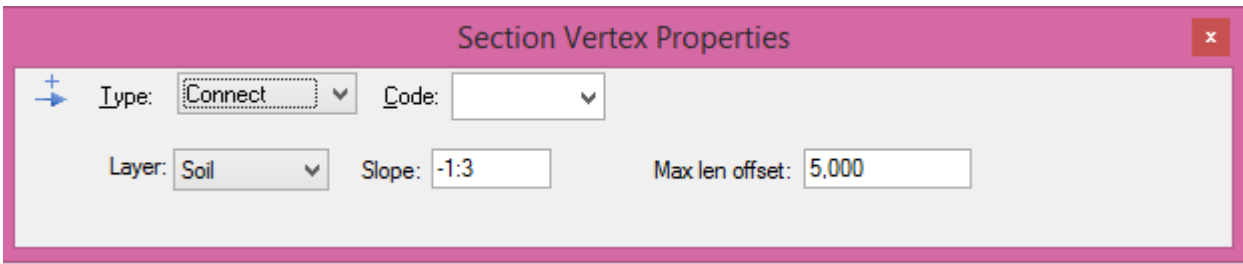 Section Vertex Properties
x
Type: Connect Code:
Layer: Soil Slope: -1:3 Max len offset: 5,000